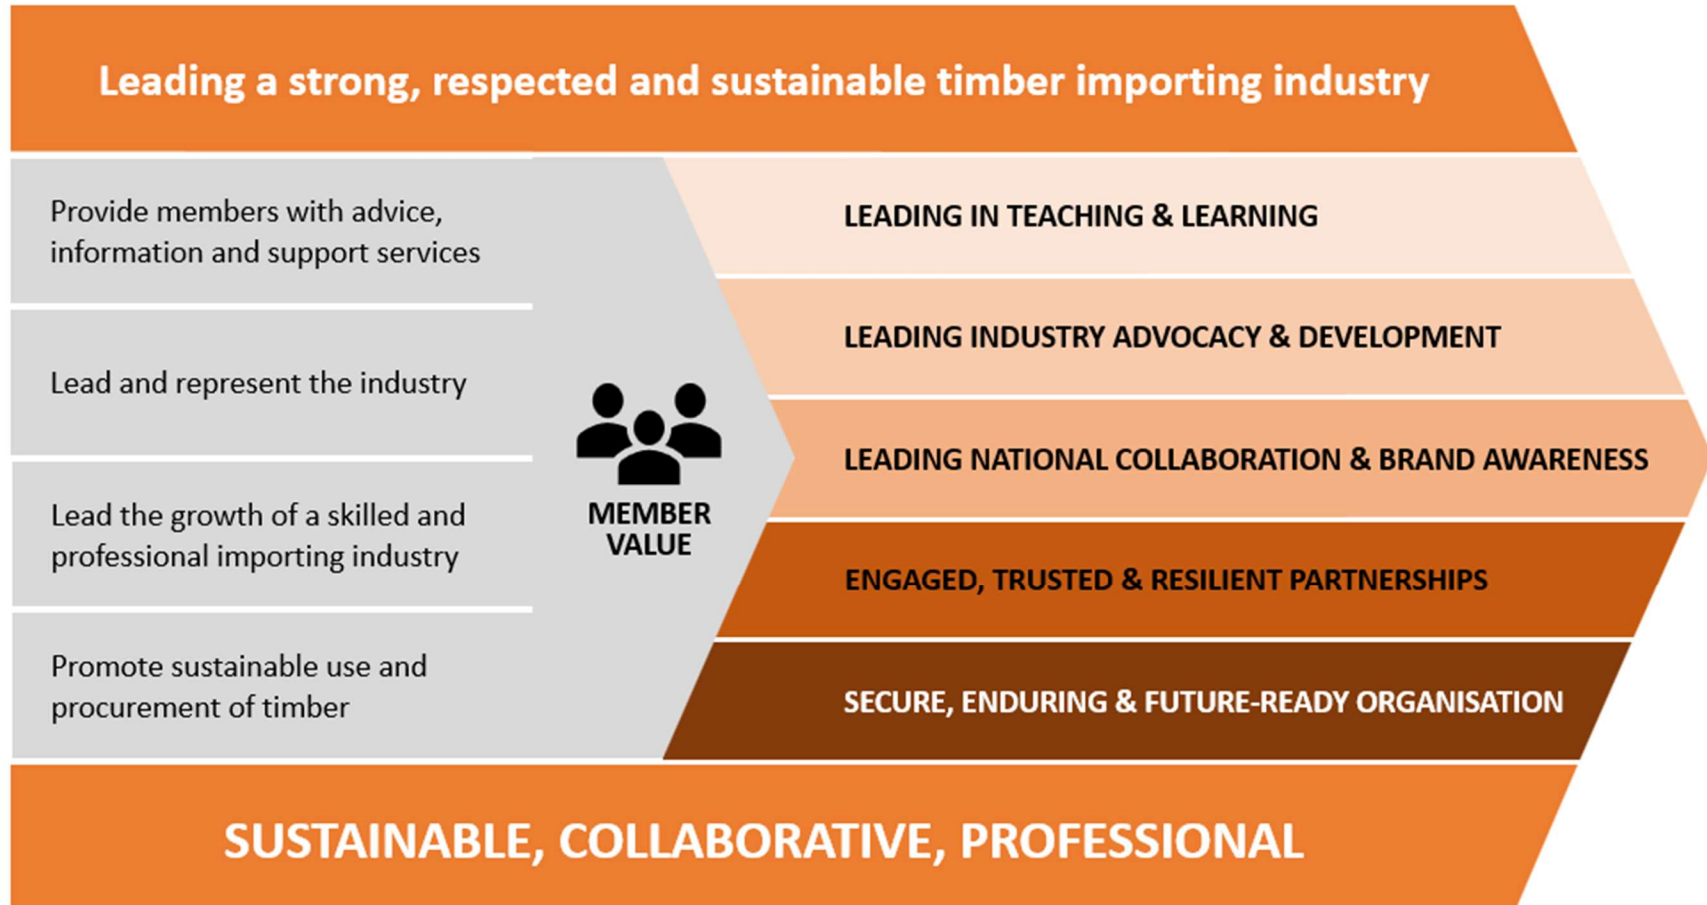 Leading a strong, respected and sustainable timber importing industry
Provide members with advice,
information and support services
Lead and represent the industry
Lead the growth of a skilled and
professional importing industry
Promote sustainable use and
procurement of timber
MEMBER
VALUE
LEADING IN TEACHING & LEARNING
LEADING INDUSTRY ADVOCACY & DEVELOPMENT
LEADING NATIONAL COLLABORATION & BRAND AWARENESS
ENGAGED, TRUSTED & RESILIENT PARTNERSHIPS
SECURE, ENDURING & FUTURE-READY ORGANISATION
SUSTAINABLE, COLLABORATIVE, PROFESSIONAL